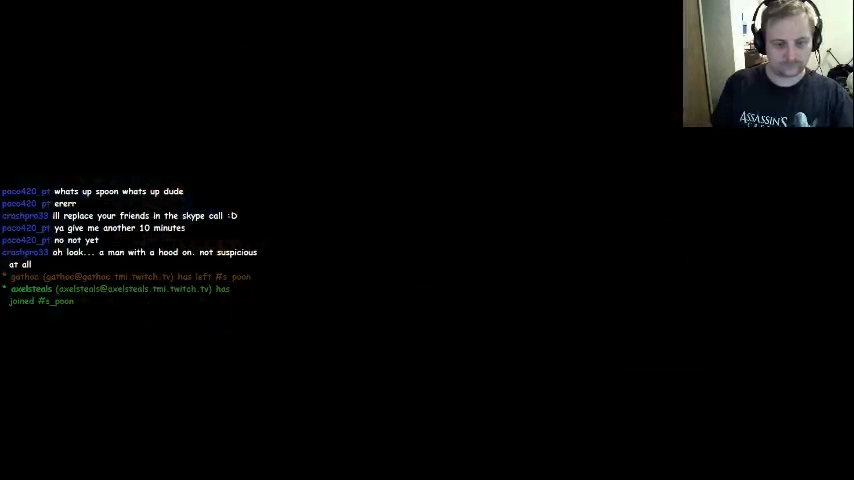 ASSASSIN'S
paco420_pt whats up spoon whats up dude
paco420_pt ererr
crashpro33 ill replace your friends in the skype call :D
paco420_pt ya give me another 10 minutes
paco420_pt no not yet
crashpro33 oh look... a man with a hood on. not suspicious
at all
* gathoc (gathoc@gathoc.tmi.twitch.tv) has left #s_poon
* axelsteals (axelsteals@axelsteals.tmi.twitch.tv) has
joined #s_poon